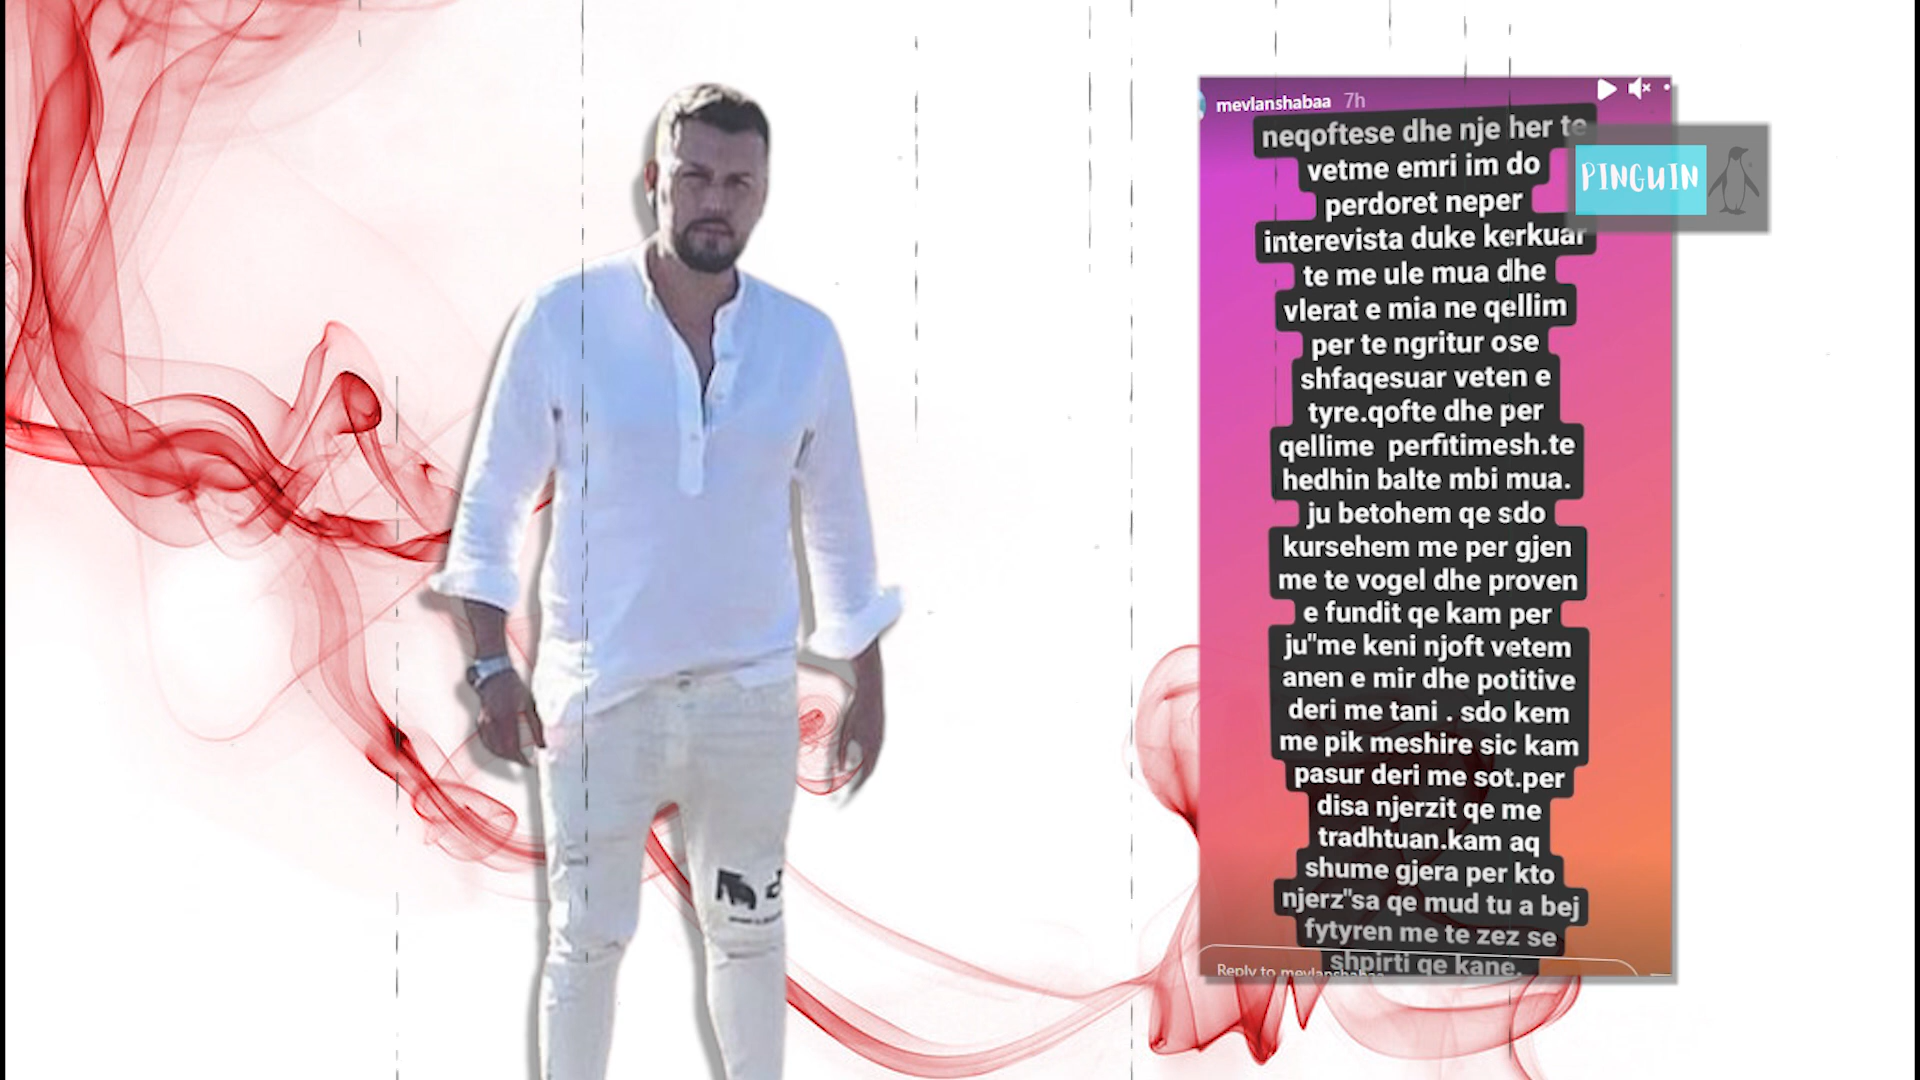 mevlanshabaa 7h
neqoftese dhe nje her te
vetme emri im do
perdoret neper
interevista duke kerkuar
te me ule mua dhe
vlerat e mia ne qellim
per te ngritur ose
shfaqesuar veten e
tyre.qofte dhe per
qellime perfitimesh.te
hedhin balte mbi mua.
ju betohem qe sdo
kursehem me per gjen
me te vogel dhe proven
e fundit qe kam per
ju"me keni njoft vetem
anen e mir dhe potitive
deri me tani . sdo kem
me pik meshire sic kam
pasur deri me sot.per
disa njerzit qe me
tradhtuan.kam aq
shume gjera per kto
njerz"sa qe mud tu a bej
fytyren me te zez se
shpirti qe kane.
Reply to mevlanshabaa
PINGUIN